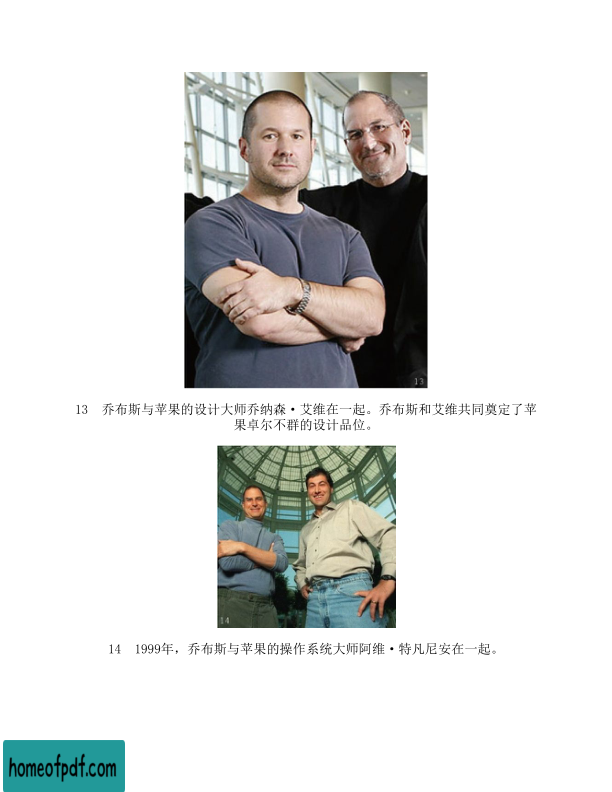 13
13　乔布斯与苹果的设计大师乔纳森·艾维在一起。乔布斯和艾维共同奠定了苹
果卓尔不群的设计品位。
14
14　1999年，乔布斯与苹果的操作系统大师阿维·特凡尼安在一起。
homeofpdf.com